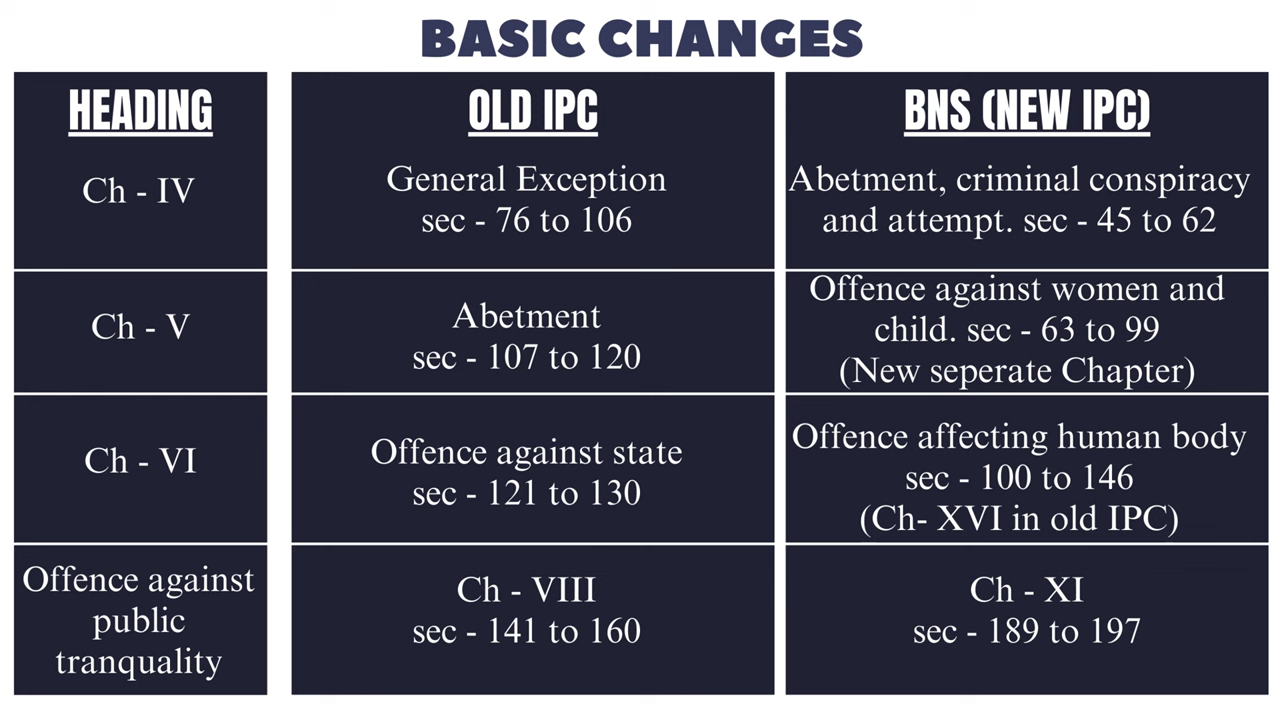 BASIC CHANGES
HEADING
OLD IPC
BNS (NEW IPC)
Ch - IV
General Exception
sec - 76 to 106
Abetment, criminal conspiracy
and attempt. sec - 45 to 62
Ch - V
Abetment
sec - 107 to 120
Offence against women and
child. sec - 63 to 99
(New seperate Chapter)
Ch - VI
Offence against state
sec - 121 to 130
Offence affecting human body
sec - 100 to 146
(Ch- XVI in old IPC)
Offence against
public
tranquality
Ch - VIII
sec - 141 to 160
Ch - XI
sec - 189 to 197